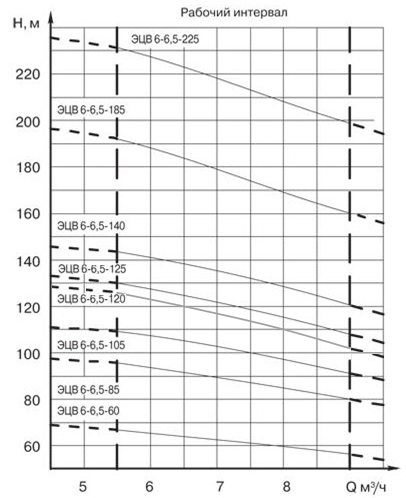 Рабочий интервал
Н, м
ЭЦВ 6-6,5-225
220
ЭЦВ 6-6,5-185
200
180
160
ЭЦВ 6-6,5-140
140
ЭЦВ 6-6,5-125
120
ЭЦВ 6-6,5-120
ЭЦВ 6-6,5-105
100
ЭЦВ 6-6,5-85
80
ЭЦВ 6-6,5-60
60
5 6 7 8 Q м³/ч